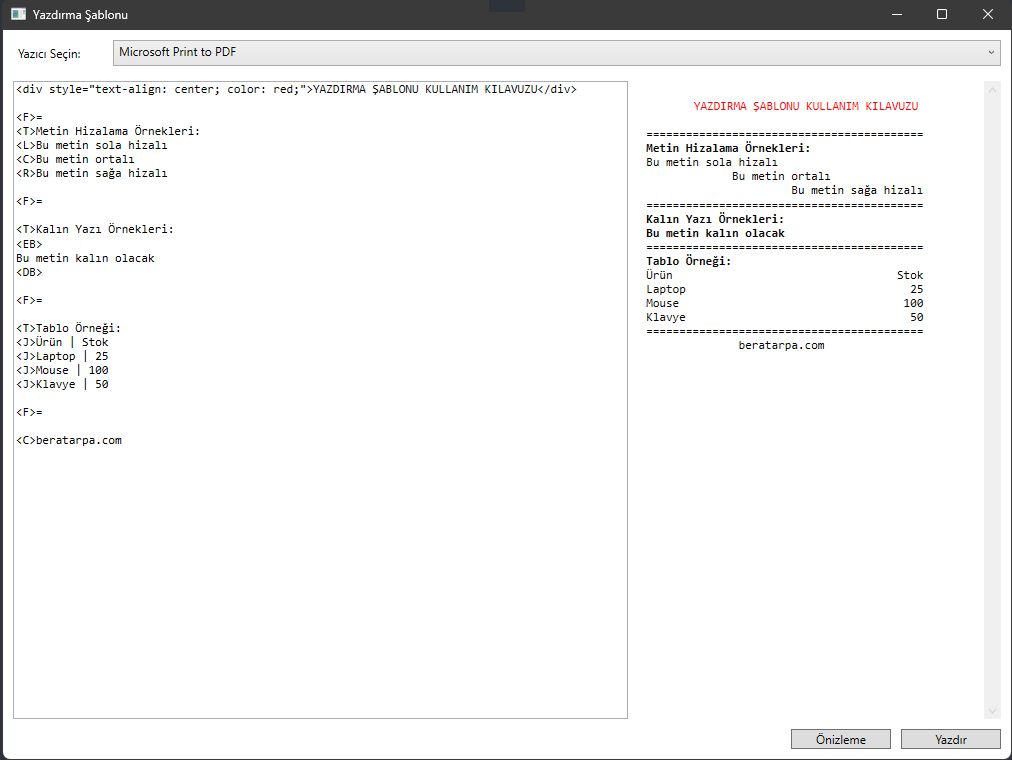 Yazdırma Şablonu
Yazıcı Seçin:
Microsoft Print to PDF
<div style="text-align: center; color: red;">YAZDIRMA ŞABLONU KULLANIM KILAVUZU</div>
<F>=
<T>Metin Hizalama Örnekleri:
<L>Bu metin sola hizalı
<C>Bu metin ortalı
<R>Bu metin sağa hizalı
<F>=
<T>Kalın Yazı Örnekleri:
<EB>
Bu metin kalın olacak
<DB>
<F>=
<T>Tablo Örneği:
<J>Ürün | Stok
<J>Laptop | 25
<J>Mouse | 100
<J>Klavye | 50
<F>=
<C>beratarpa.com
YAZDIRMA ŞABLONU KULLANIM KILAVUZU
==========================================
Metin Hizalama Örnekleri:
Bu metin sola hizalı
Bu metin ortalı
Bu metin sağa hizalı
==========================================
Kalın Yazı Örnekleri:
Bu metin kalın olacak
==========================================
Tablo Örneği:
Ürün Stok
Laptop 25
Mouse 100
Klavye 50
==========================================
beratarpa.com
Önizleme
Yazdır